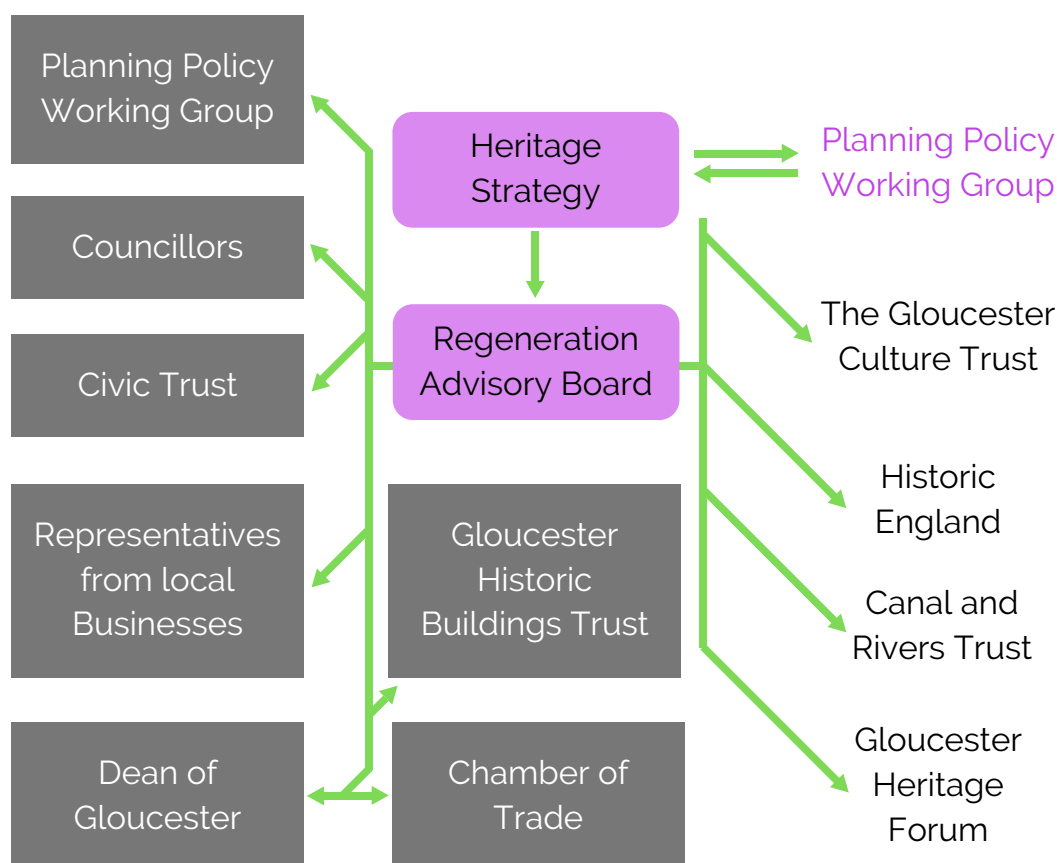 Planning Policy
Working Group
Councillors
Civic Trust
Representatives
from local
Businesses
Dean of
Gloucester
Heritage
Strategy
Regeneration
Advisory Board
Gloucester
Historic
Buildings Trust
Chamber of
Trade
Planning Policy
Working Group
The Gloucester
Culture Trust
Historic
England
Canal and
Rivers Trust
Gloucester
Heritage
Forum